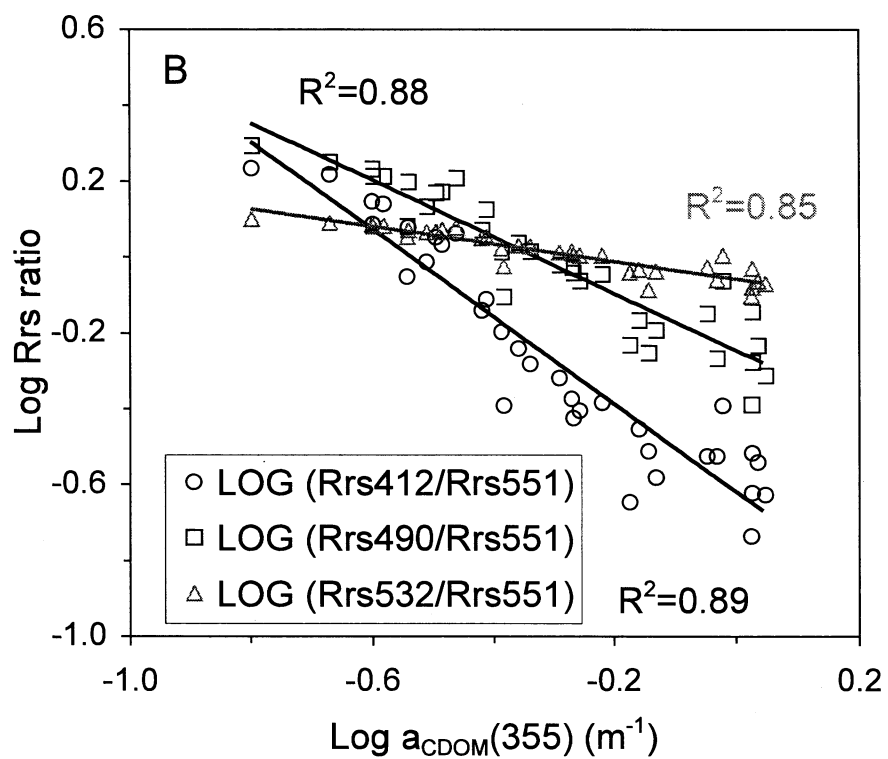 B
R²=0.88
R²=0.85
R²=0.89
Log Rrs ratio
0.6
0.2
-0.2
-0.6
-1.0
LOG (Rrs412/Rrs551)
LOG (Rrs490/Rrs551)
LOG (Rrs532/Rrs551)
-1.0 -0.6 -0.2 0.2
Log aCDOM(355) (m⁻¹)